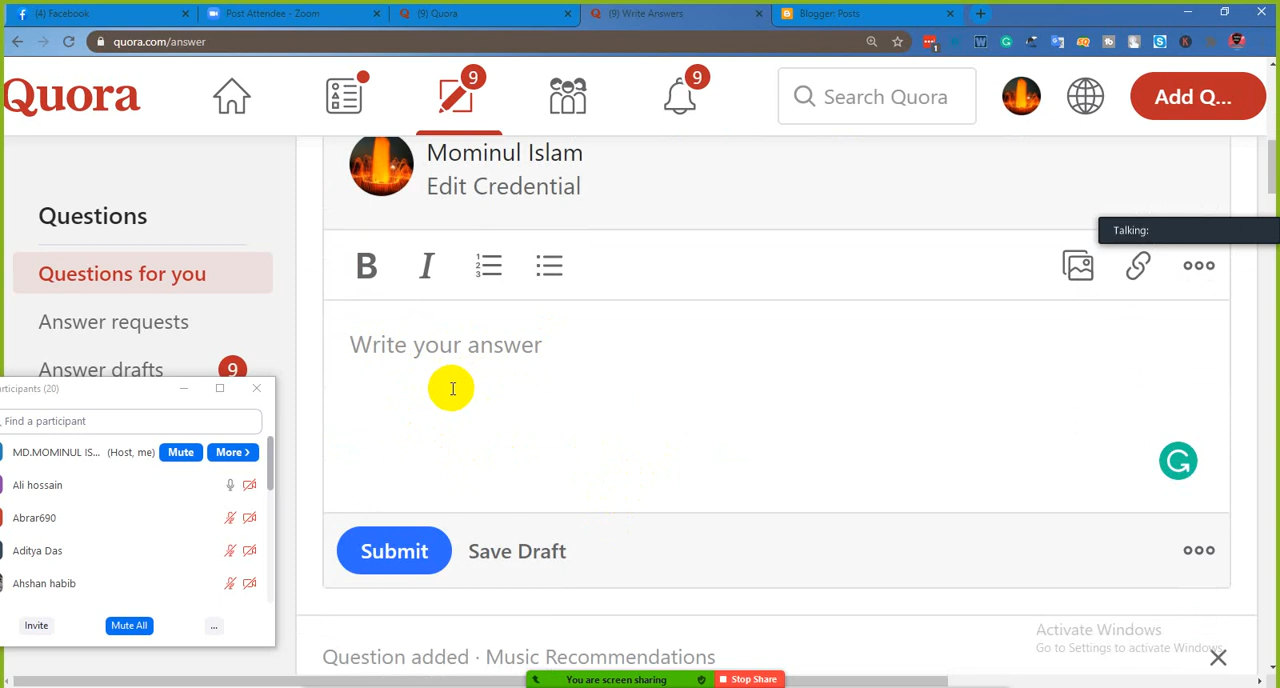 (4) Facebook
Post Attendee - Zoom
(9) Quora
(9) Write Answers
Blogger: Posts
quora.com/answer
Quora
9
9
Search Quora
Add Q...
Mominul Islam
Edit Credential
Talking:
Questions
Questions for you
Answer requests
Answer drafts
9
B I
Write your answer
Submit
Save Draft
Question added · Music Recommendations
articipants (20)
Find a participant
MD.MOMINUL IS... (Host, me) Mute More
Ali hossain
Abrar690
Aditya Das
Ahshan habib
Invite
Mute All
...
Activate Windows
Go to Settings to activate Windows.
You are screen sharing
Stop Share